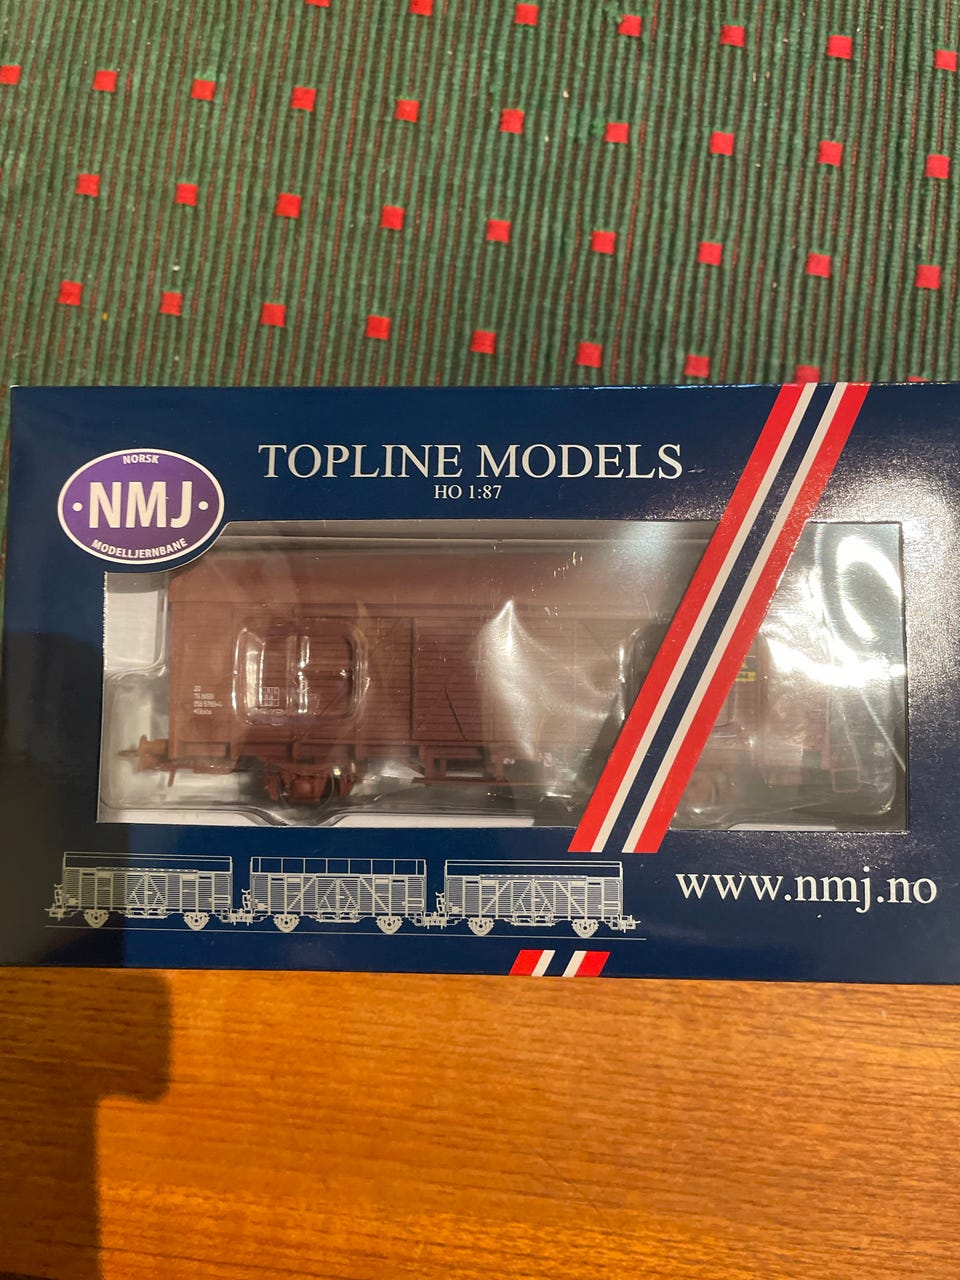 NORSK
NMJ
MODELLJERNBANE
TOPLINE MODELS
HO 1:87
www.nmj.no